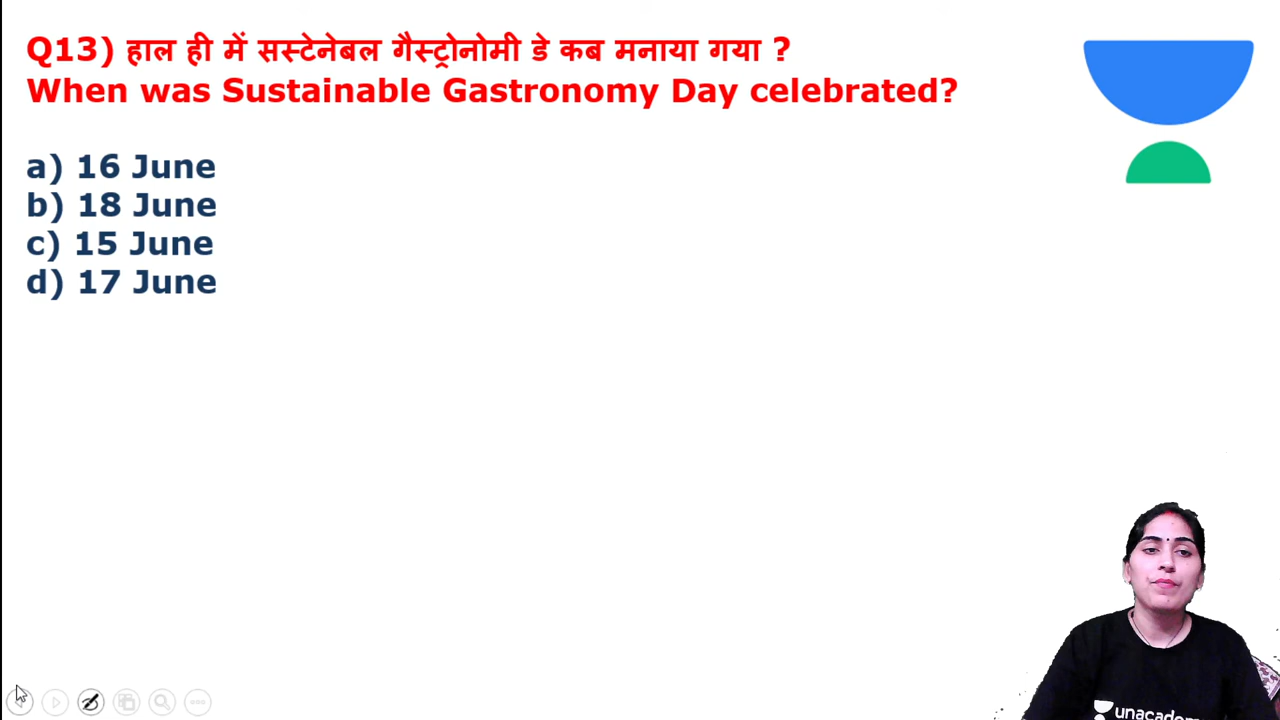 Q13) हाल ही में सस्टेनेबल गैस्ट्रोनोमी डे कब मनाया गया ?
When was Sustainable Gastronomy Day celebrated?
a) 16 June
b) 18 June
c) 15 June
d) 17 June